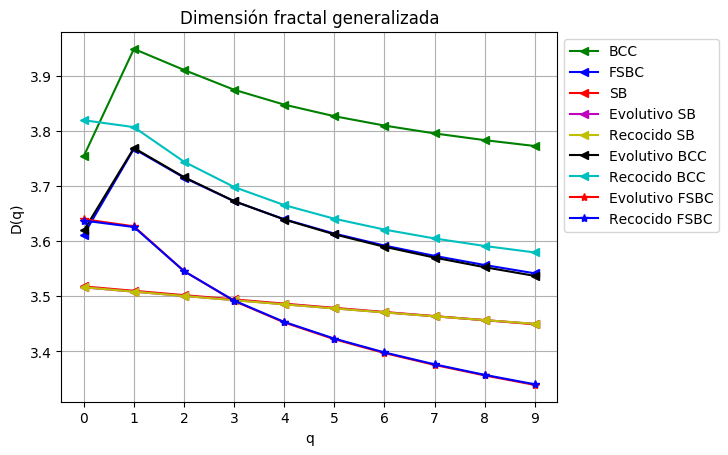 Dimensión fractal generalizada
D(q)
3.9
3.8
3.7
3.6
3.5
3.4
0 1 2 3 4 5 6 7 8 9
q
BCC
FSBC
SB
Evolutivo SB
Recocido SB
Evolutivo BCC
Recocido BCC
Evolutivo FSBC
Recocido FSBC